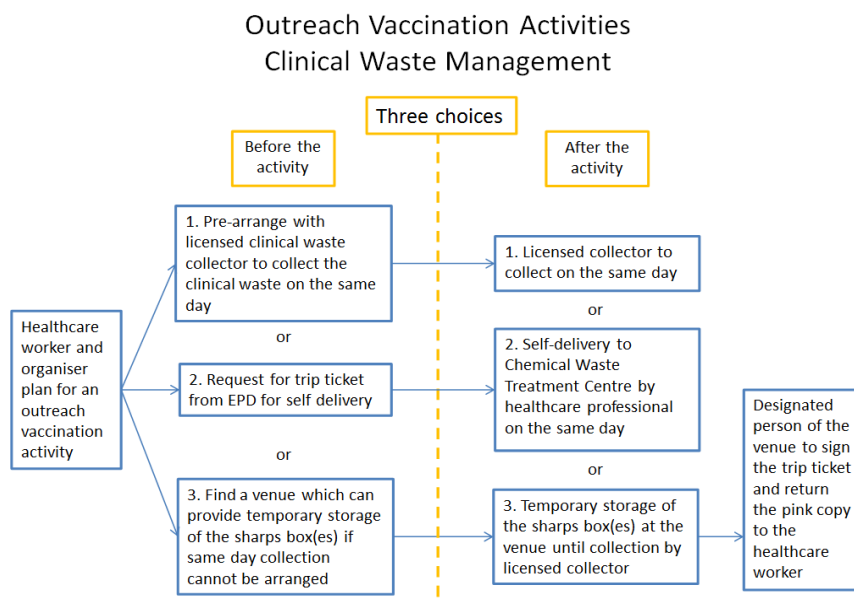 Outreach Vaccination Activities
Clinical Waste Management
Three choices
Before the
activity
After the
activity
Healthcare
worker and
organiser
plan for an
outreach
vaccination
activity
1. Pre-arrange with
licensed clinical waste
collector to collect the
clinical waste on the same
day
or
2. Request for trip ticket
from EPD for self delivery
or
3. Find a venue which can
provide temporary storage
of the sharps box(es) if
same day collection
cannot be arranged
1. Licensed collector to
collect on the same day
or
2. Self-delivery to
Chemical Waste
Treatment Centre by
healthcare professional
on the same day
or
3. Temporary storage of
the sharps box(es) at the
venue until collection by
licensed collector
Designated
person of the
venue to sign
the trip ticket
and return
the pink copy
to the
healthcare
worker